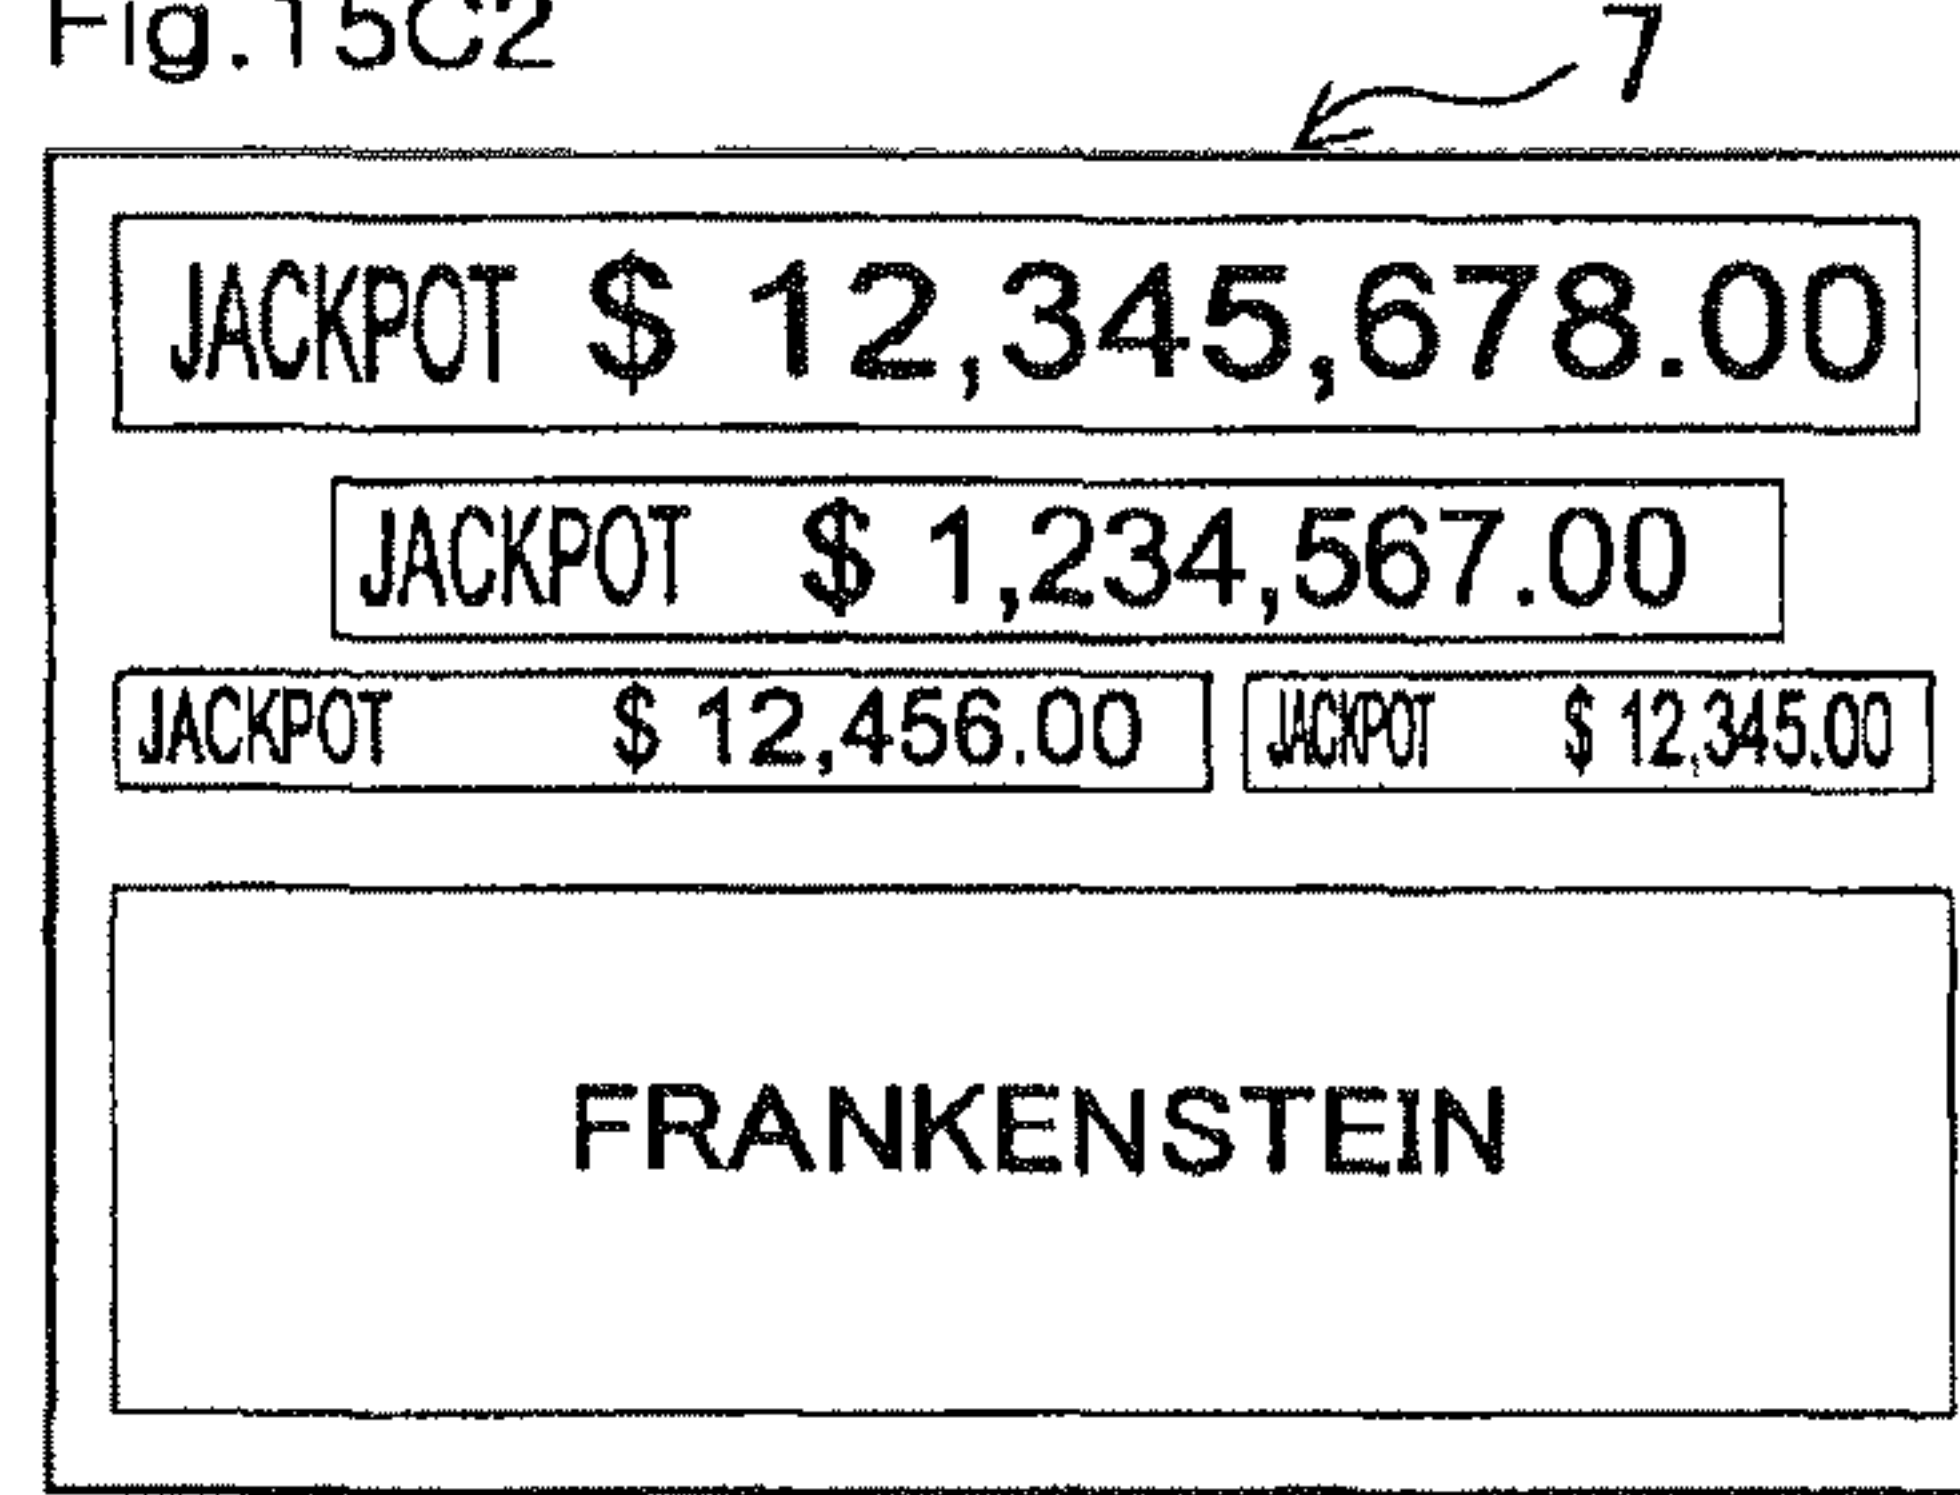 Fig.15C2
7
JACKPOT $ 12,345,678.00
JACKPOT $ 1,234,567.00
JACKPOT $ 12,456.00
JACKPOT $ 12,345.00
FRANKENSTEIN